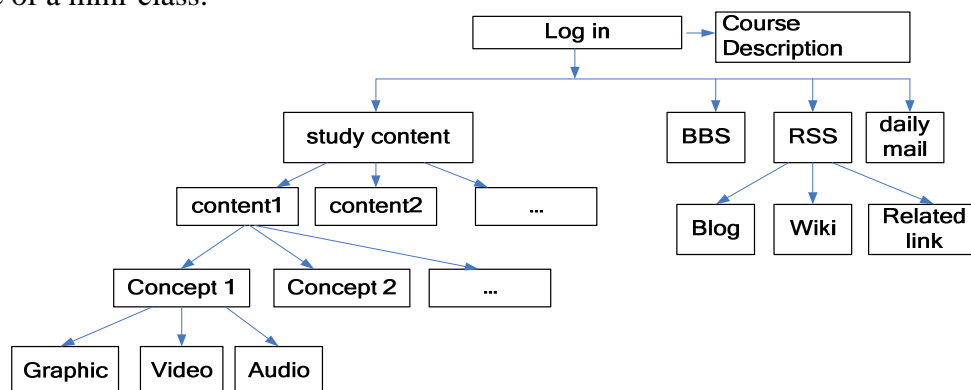 of a mini-class.
Log in
Course
Description
study content
BBS
RSS
daily
mail
content1
content2
...
Blog
Wiki
Related
link
Concept 1
Concept 2
...
Graphic
Video
Audio